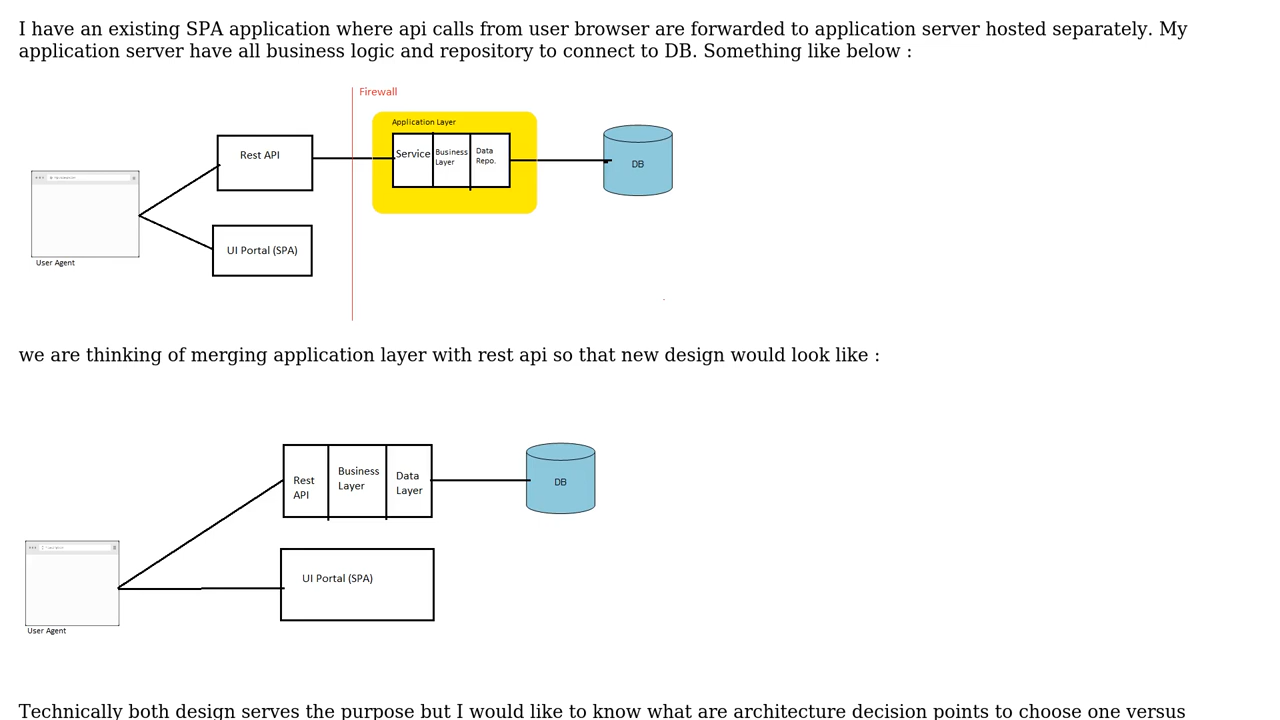 I have an existing SPA application where api calls from user browser are forwarded to application server hosted separately. My
application server have all business logic and repository to connect to DB. Something like below :
Firewall
Application Layer
Rest API
Service
Business
Layer
Data
Repo.
DB
UI Portal (SPA)
User Agent
we are thinking of merging application layer with rest api so that new design would look like :
Rest
API
Business
Layer
Data
Layer
DB
UI Portal (SPA)
User Agent
Technically both design serves the purpose but I would like to know what are architecture decision points to choose one versus